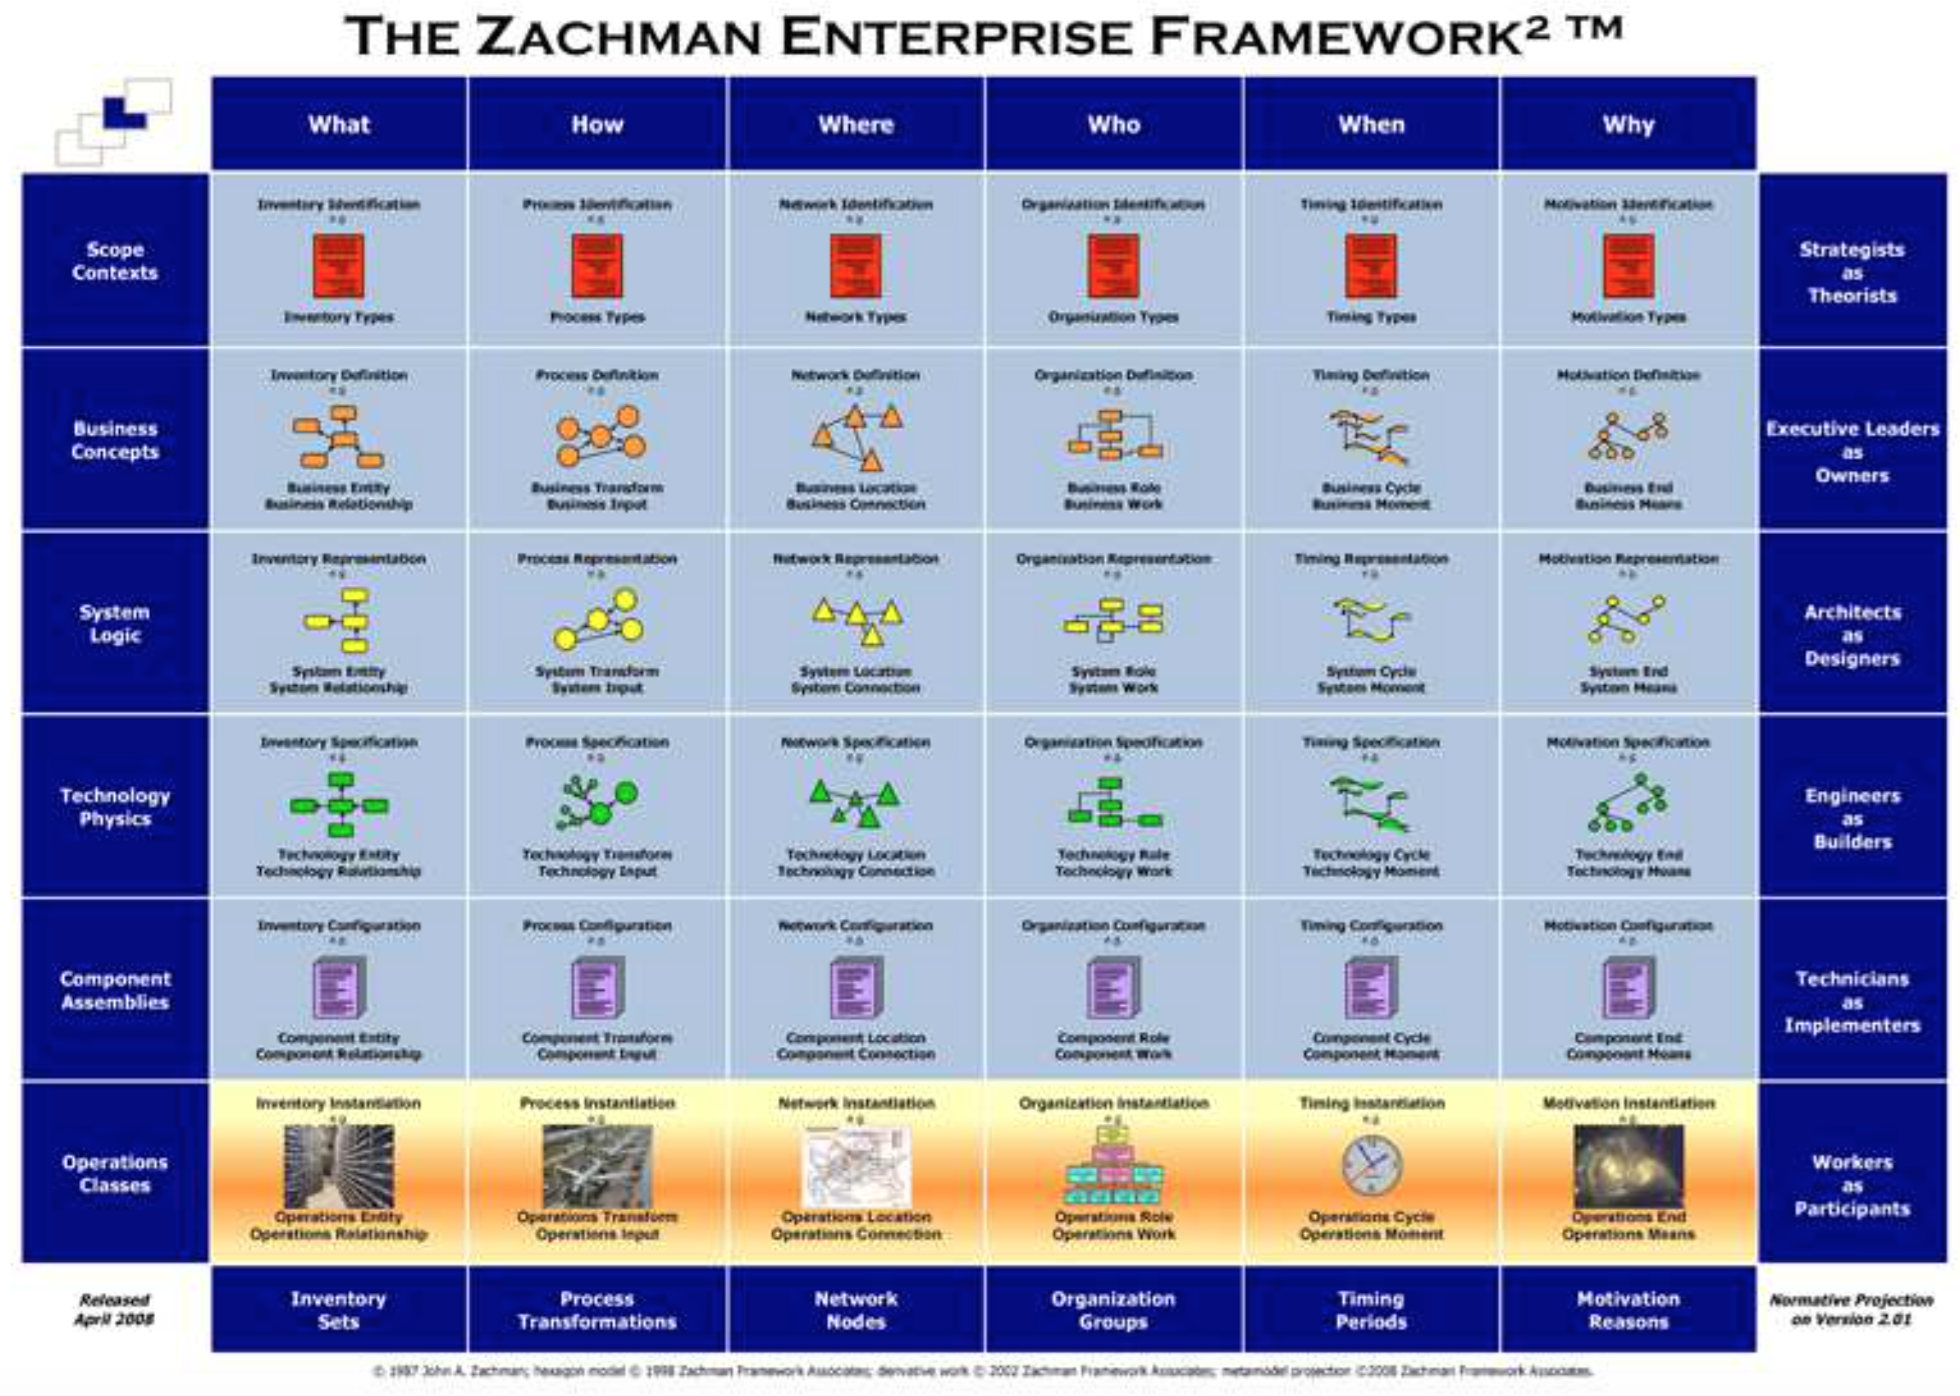 THE ZACHMAN ENTERPRISE FRAMEWORK² ™
What How Where Who When Why
Scope
Contexts
Inventory Identification
e.g.
Inventory Types
Process Identification
e.g.
Process Types
Network Identification
e.g.
Network Types
Organization Identification
e.g.
Organization Types
Timing Identification
e.g.
Timing Types
Motivation Identification
e.g.
Motivation Types
Strategists
as
Theorists
Business
Concepts
Inventory Definition
e.g.
Business Entity
Business Relationship
Process Definition
e.g.
Business Transform
Business Input
Network Definition
e.g.
Business Location
Business Connection
Organization Definition
e.g.
Business Role
Business Work
Timing Definition
e.g.
Business Cycle
Business Moment
Motivation Definition
e.g.
Business End
Business Means
Executive Leaders
as
Owners
System
Logic
Inventory Representation
e.g.
System Entity
System Relationship
Process Representation
e.g.
System Transform
System Input
Network Representation
e.g.
System Location
System Connection
Organization Representation
e.g.
System Role
System Work
Timing Representation
e.g.
System Cycle
System Moment
Motivation Representation
e.g.
System End
System Means
Architects
as
Designers
Technology
Physics
Inventory Specification
e.g.
Technology Entity
Technology Relationship
Process Specification
e.g.
Technology Transform
Technology Input
Network Specification
e.g.
Technology Location
Technology Connection
Organization Specification
e.g.
Technology Role
Technology Work
Timing Specification
e.g.
Technology Cycle
Technology Moment
Motivation Specification
e.g.
Technology End
Technology Means
Engineers
as
Builders
Component
Assemblies
Inventory Configuration
e.g.
Component Entity
Component Relationship
Process Configuration
e.g.
Component Transform
Component Input
Network Configuration
e.g.
Component Location
Component Connection
Organization Configuration
e.g.
Component Role
Component Work
Timing Configuration
e.g.
Component Cycle
Component Moment
Motivation Configuration
e.g.
Component End
Component Means
Technicians
as
Implementers
Operations
Classes
Inventory Instantiation
e.g.
Operations Entity
Operations Relationship
Process Instantiation
e.g.
Operations Transform
Operations Input
Network Instantiation
e.g.
Operations Location
Operations Connection
Organization Instantiation
e.g.
Operations Role
Operations Work
Timing Instantiation
e.g.
Operations Cycle
Operations Moment
Motivation Instantiation
e.g.
Operations End
Operations Means
Workers
as
Participants
Released
April 2008
Inventory
Sets
Process
Transformations
Network
Nodes
Organization
Groups
Timing
Periods
Motivation
Reasons
Normative Projection
on Version 2.01
© 1987 John A. Zachman; hexagon model © 1998 Zachman Framework Associates; derivative work © 2002 Zachman Framework Associates; metamodel projection ©2008 Zachman Framework Associates.